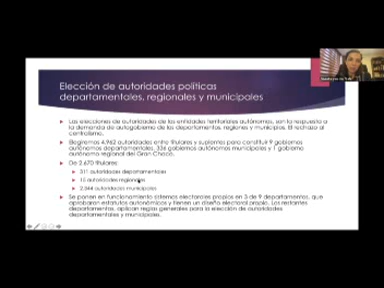 Elección de autoridades políticas
departamentales, regionales y municipales
Las elecciones de autoridades de las entidades territoriales autónomas, son la respuesta a
la demanda de autogobierno de los departamentos, regiones y municipios. El rechazo al
centralismo.
Elegiremos 4.962 autoridades entre titulares y suplentes para constituir 9 gobiernos
autónomos departamentales, 336 gobiernos autónomos municipales y 1 gobierno
autónomo regional del Gran Chaco.
De 2.670 titulares:
311 autoridades departamentales
15 autoridades regionales
2.344 autoridades municipales
Se ponen en funcionamiento sistemas electorales propios en 3 de 9 departamentos, que
aprobaron estatutos autonómicos y tienen un diseño electoral propio. Los restantes
departamentos, aplican reglas generales para la elección de autoridades
departamentales y municipales.